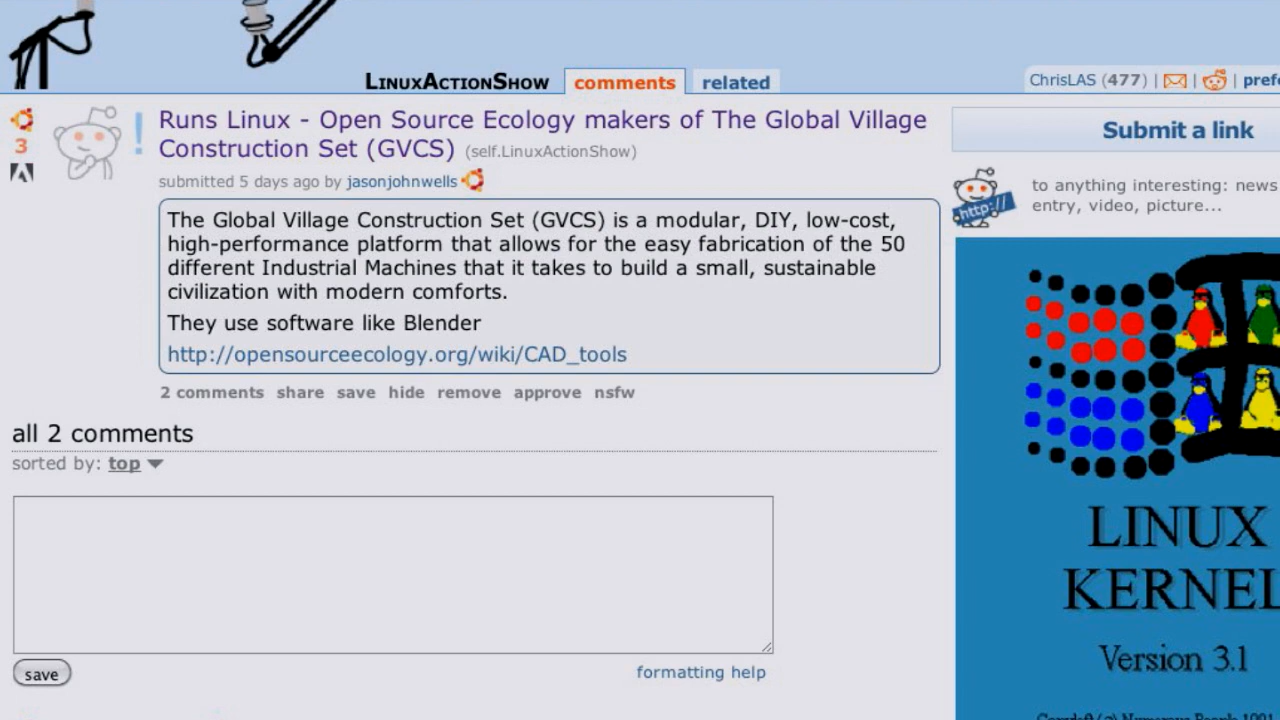 LINUXACTIONSHOW comments related
ChrisLAS (477) | | | pref
3
Runs Linux - Open Source Ecology makers of The Global Village
Construction Set (GVCS) (self.LinuxActionShow)
submitted 5 days ago by jasonjohnwells
The Global Village Construction Set (GVCS) is a modular, DIY, low-cost,
high-performance platform that allows for the easy fabrication of the 50
different Industrial Machines that it takes to build a small, sustainable
civilization with modern comforts.
They use software like Blender
http://opensourceecology.org/wiki/CAD_tools
2 comments share save hide remove approve nsfw
all 2 comments
sorted by: top
save
formatting help
Submit a link
http://
to anything interesting: news
entry, video, picture...
LINUX
KERNEL
Version 3.1